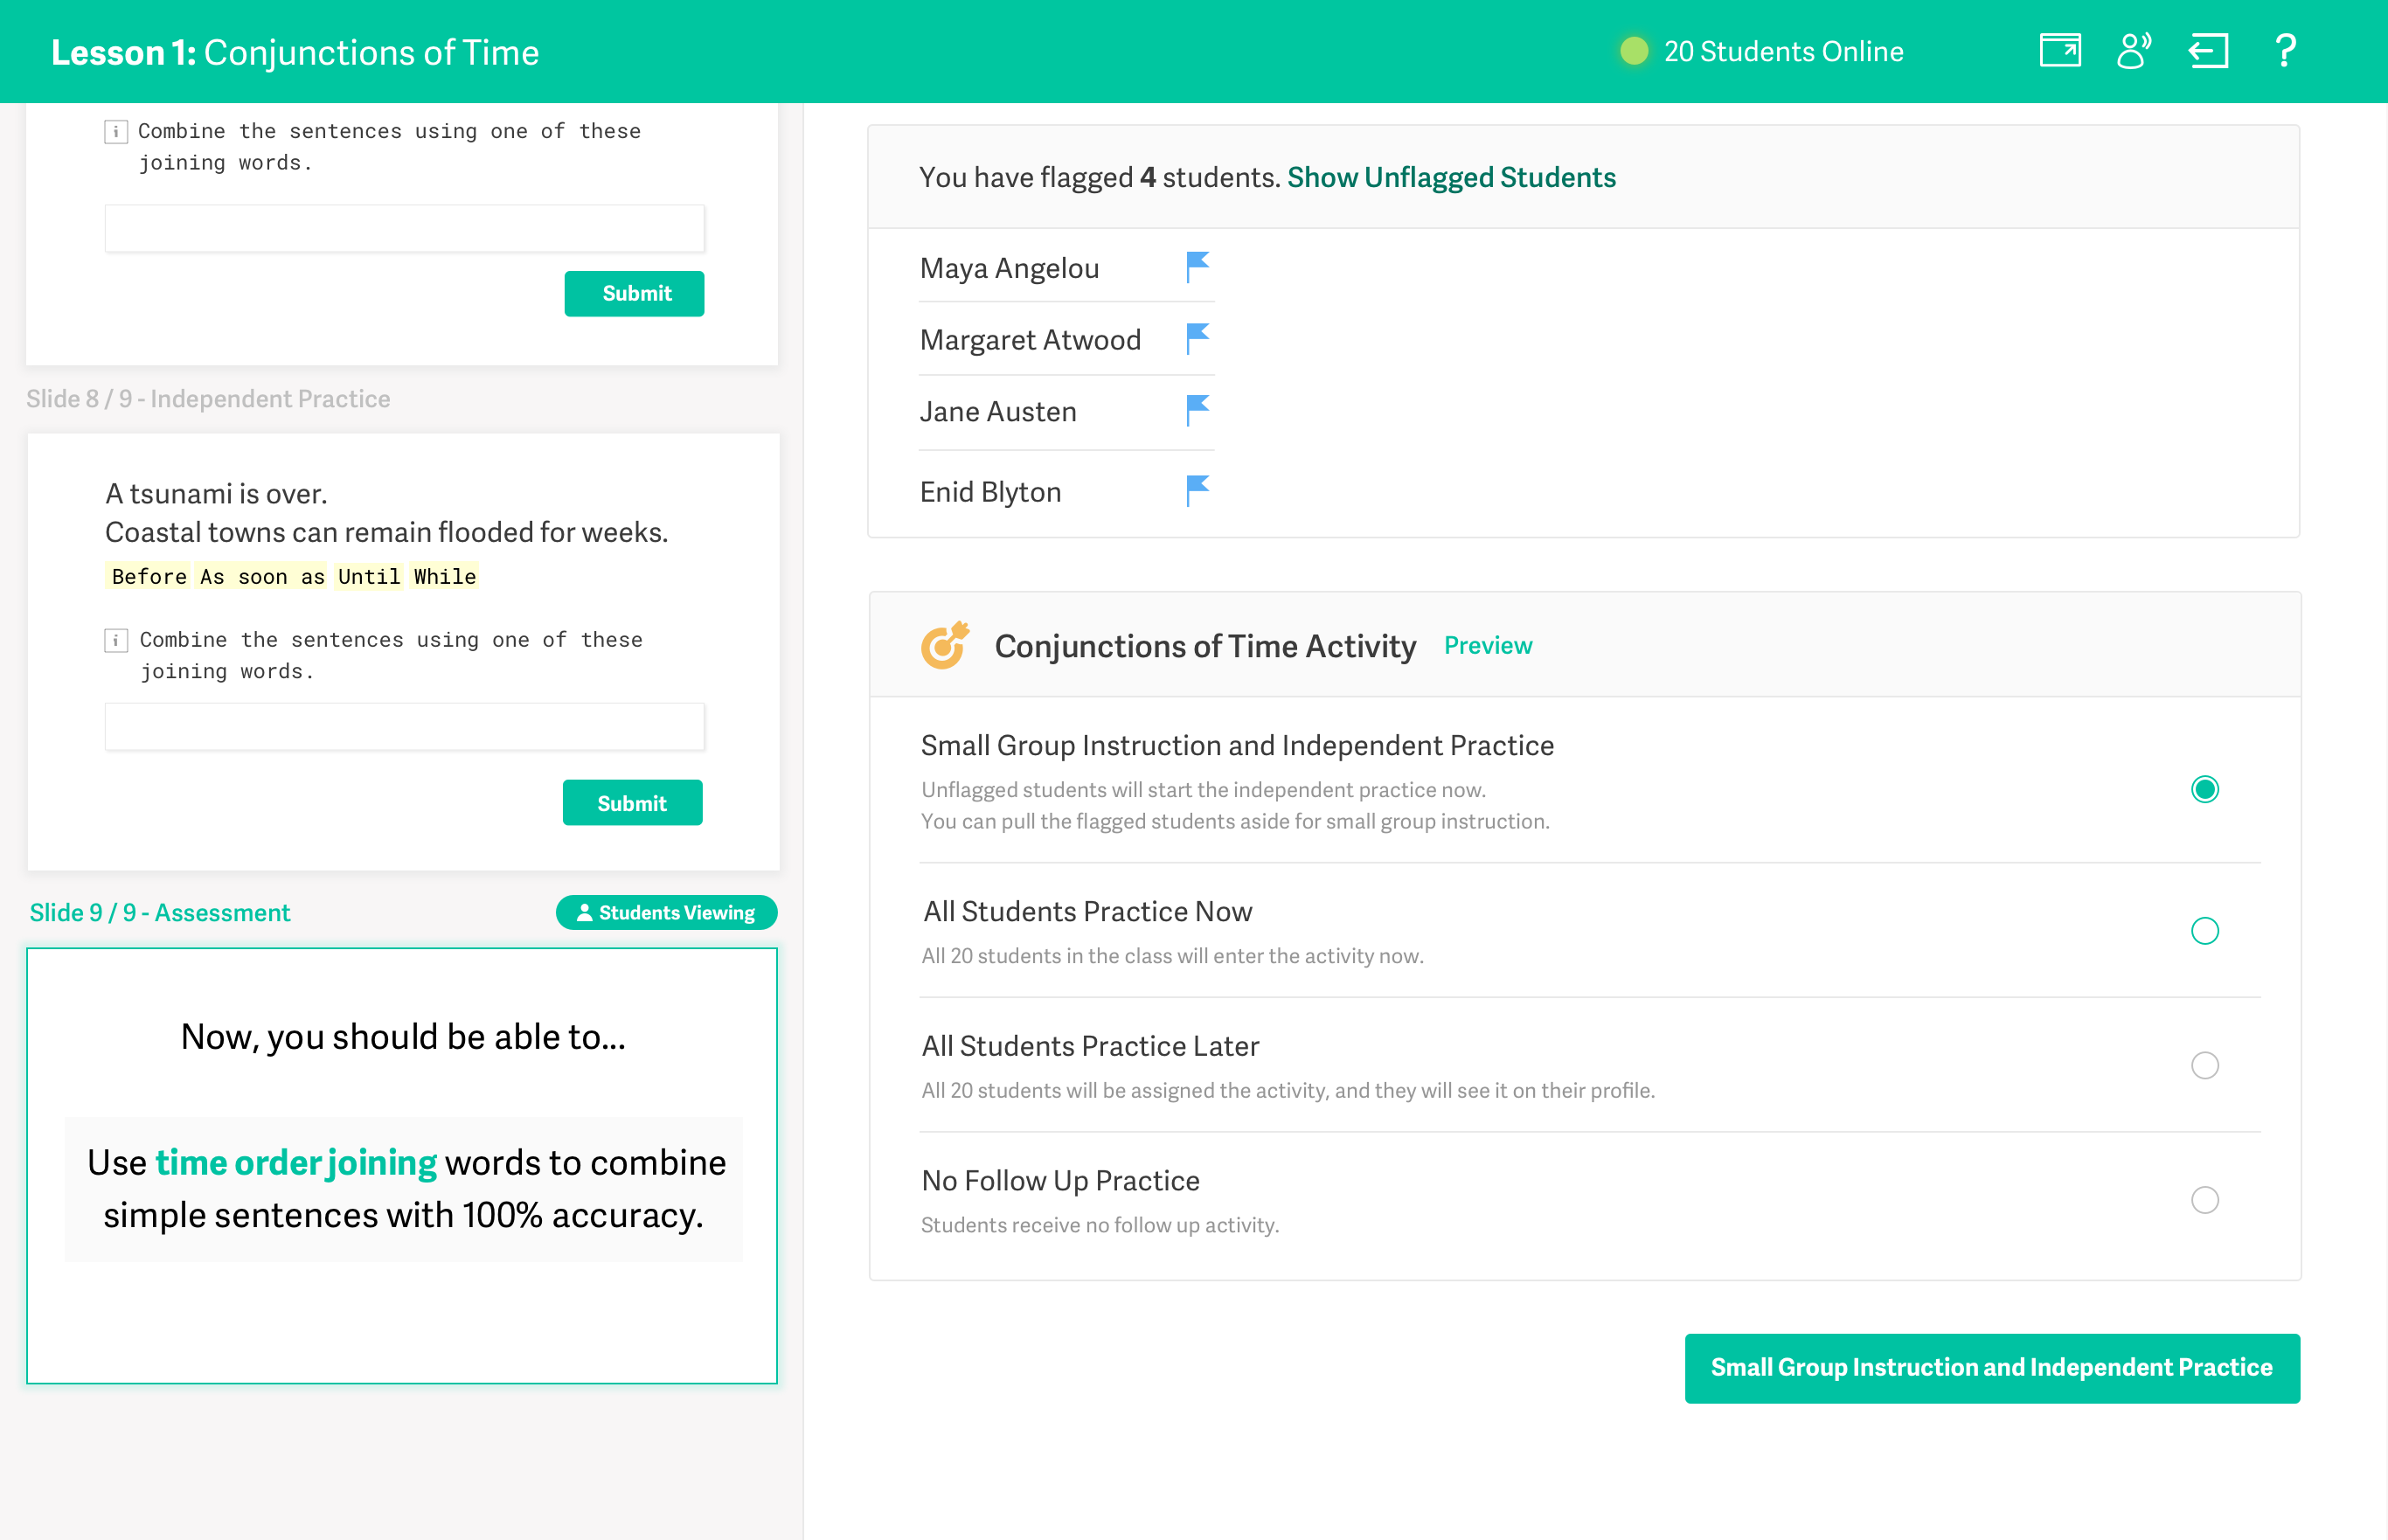 Lesson 1: Conjunctions of Time
20 Students Online
?
i Combine the sentences using one of these
joining words.
Submit
Slide 8 / 9 - Independent Practice
A tsunami is over.
Coastal towns can remain flooded for weeks.
Before As soon as Until While
i Combine the sentences using one of these
joining words.
Submit
Slide 9 / 9 - Assessment
Students Viewing
Now, you should be able to...
Use time order joining words to combine
simple sentences with 100% accuracy.
You have flagged 4 students. Show Unflagged Students
Maya Angelou
Margaret Atwood
Jane Austen
Enid Blyton
Conjunctions of Time Activity Preview
Small Group Instruction and Independent Practice
Unflagged students will start the independent practice now.
You can pull the flagged students aside for small group instruction.
All Students Practice Now
All 20 students in the class will enter the activity now.
All Students Practice Later
All 20 students will be assigned the activity, and they will see it on their profile.
No Follow Up Practice
Students receive no follow up activity.
Small Group Instruction and Independent Practice